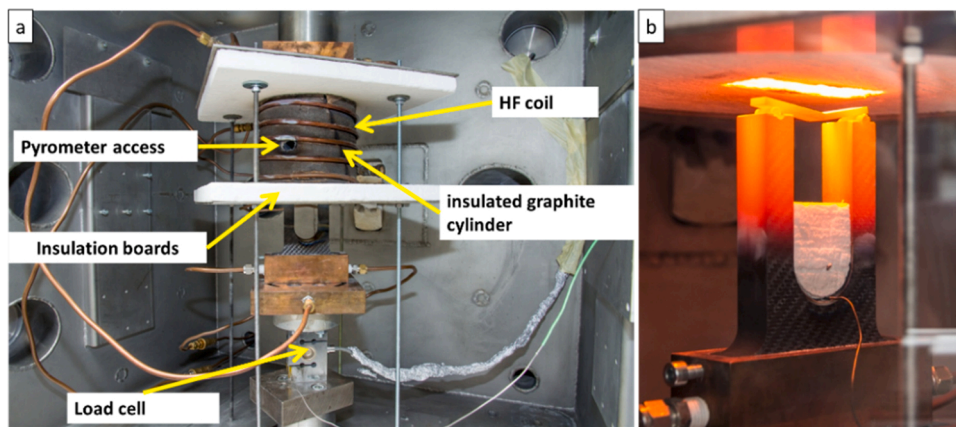 a
b
HF coil
Pyrometer access
insulated graphite
cylinder
Insulation boards
Load cell